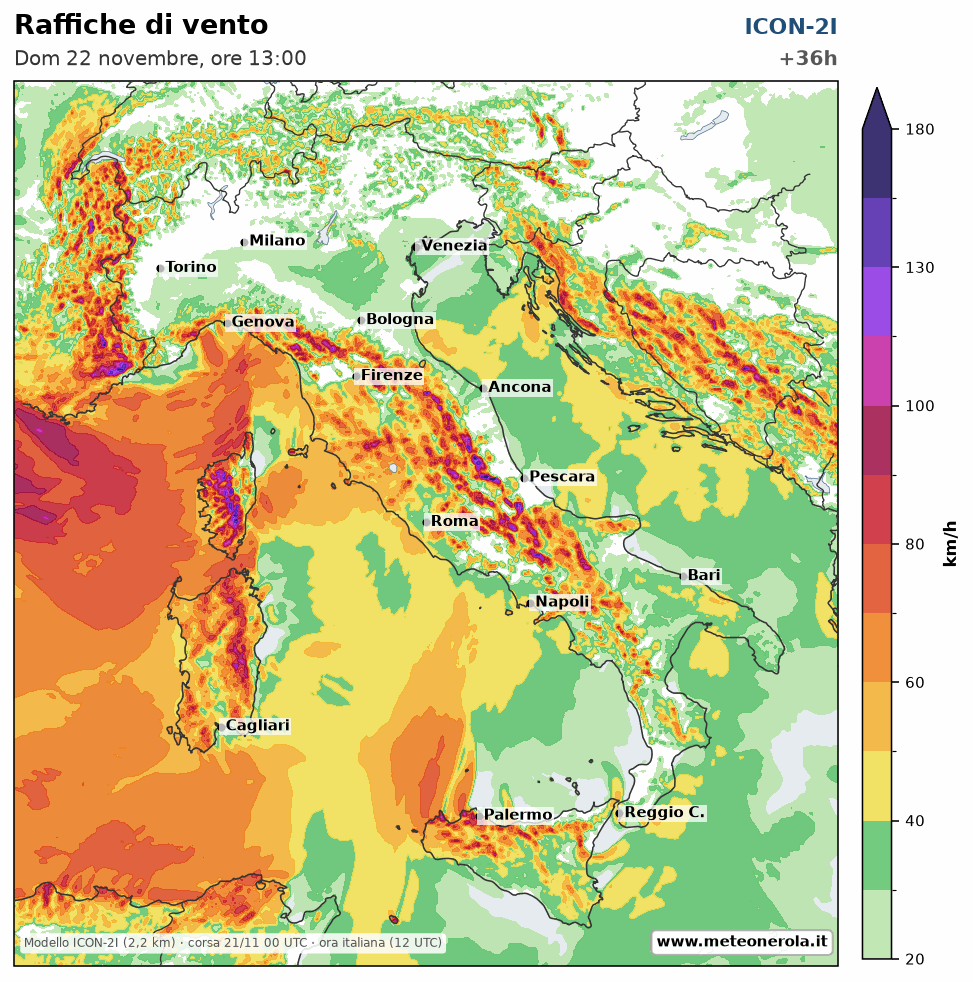 Raffiche di vento
ICON-2I
Dom 22 novembre, ore 13:00
+36h
180
130
100
80
60
40
20
km/h
Milano
Venezia
Torino
Genova
Bologna
Firenze
Ancona
Pescara
Roma
Bari
Napoli
Cagliari
Palermo
Reggio C.
Modello ICON-2I (2,2 km) · corsa 21/11 00 UTC · ora italiana (12 UTC)
www.meteonerola.it